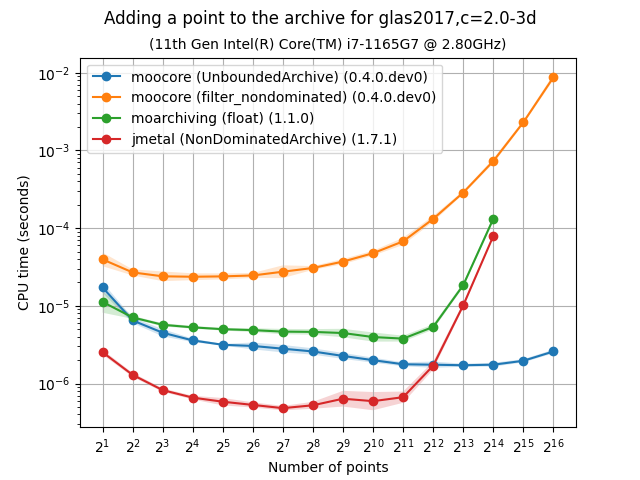 Adding a point to the archive for glas2017,c=2.0-3d
(11th Gen Intel(R) Core(TM) i7-1165G7 @ 2.80GHz)
moocore (UnboundedArchive) (0.4.0.dev0)
moocore (filter_nondominated) (0.4.0.dev0)
moarchiving (float) (1.1.0)
jmetal (NonDominatedArchive) (1.7.1)
CPU time (seconds)
10⁻²
10⁻³
10⁻⁴
10⁻⁵
10⁻⁶
2¹ 2² 2³ 2⁴ 2⁵ 2⁶ 2⁷ 2⁸ 2⁹ 2¹⁰ 2¹¹ 2¹² 2¹³ 2¹⁴ 2¹⁵ 2¹⁶
Number of points